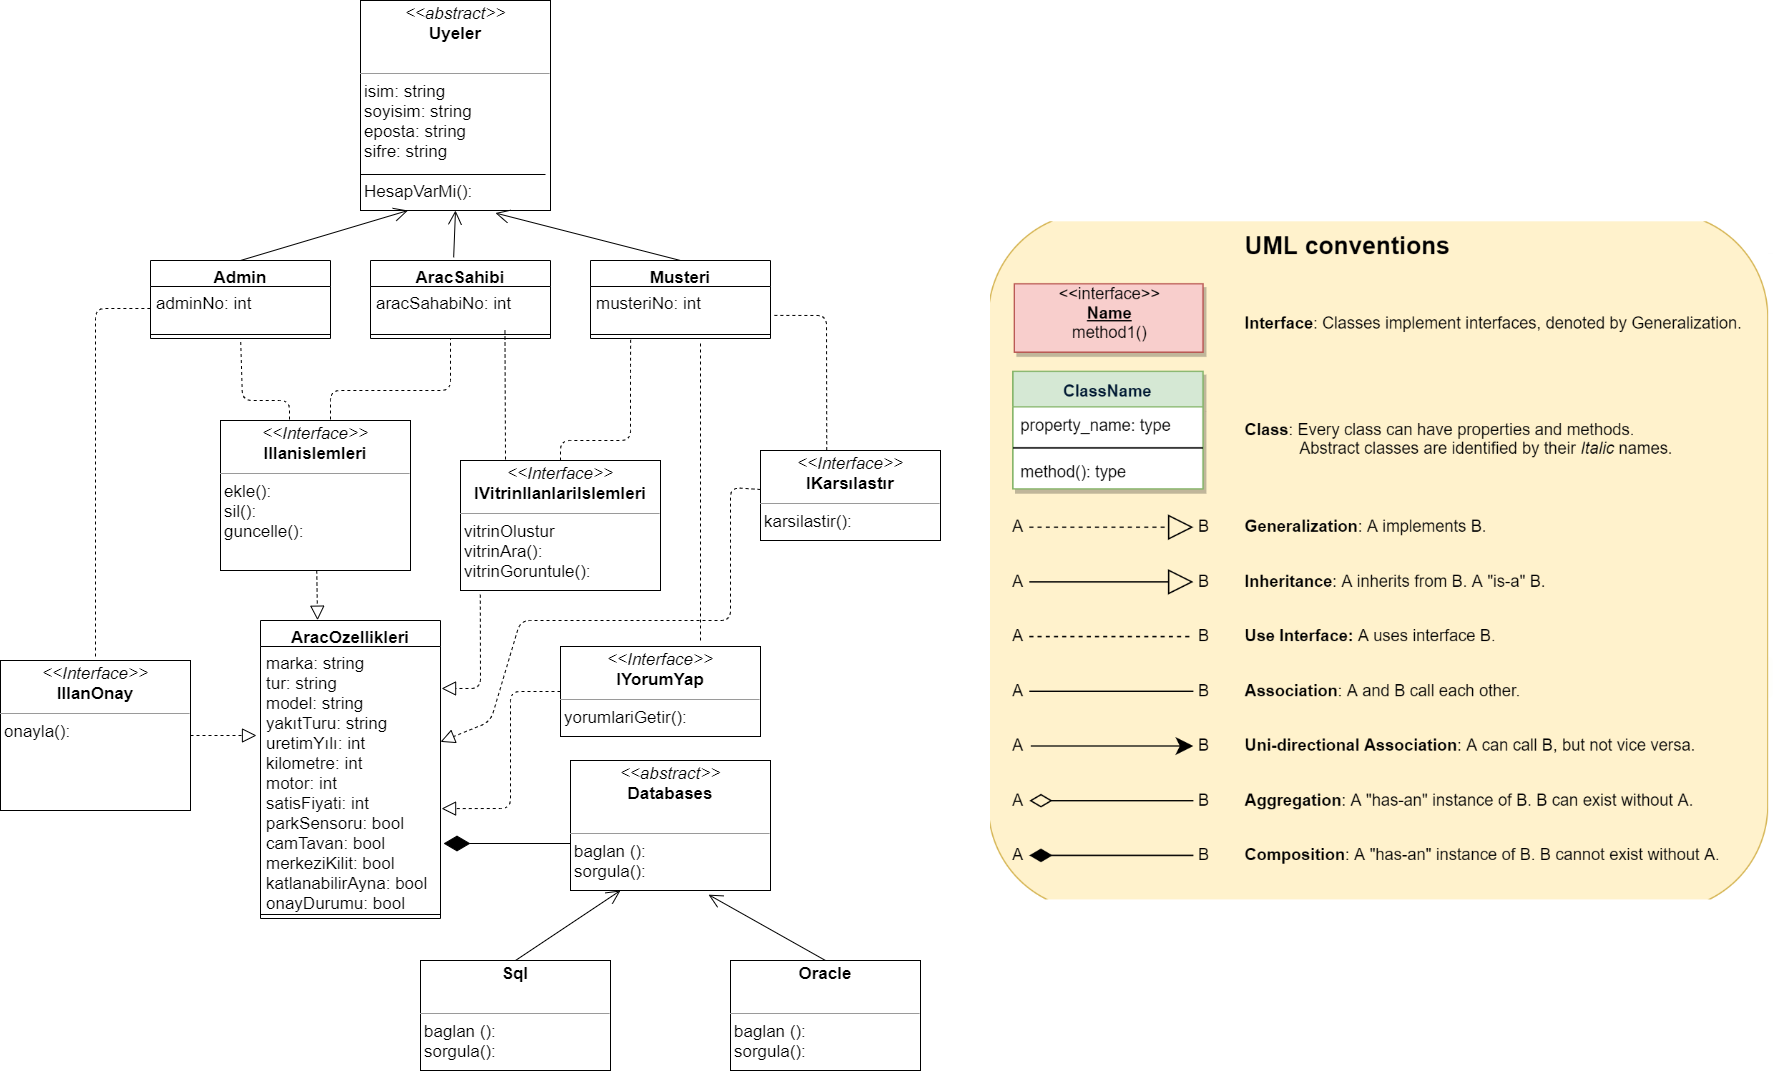 <<abstract>>
Uyeler
isim: string
soyisim: string
eposta: string
sifre: string
HesapVarMi():
Admin
adminNo: int
AracSahibi
aracSahabiNo: int
Musteri
musteriNo: int
<<Interface>>
IIlanislemleri
ekle():
sil():
guncelle():
<<Interface>>
IVitrinIlanlariIslemleri
vitrinOlustur
vitrinAra():
vitrinGoruntule():
<<Interface>>
IKarsılastır
karsilastir():
<<Interface>>
IIlanOnay
onayla():
AracOzellikleri
marka: string
tur: string
model: string
yakıtTuru: string
uretimYılı: int
kilometre: int
motor: int
satisFiyati: int
parkSensoru: bool
camTavan: bool
merkeziKilit: bool
katlanabilirAyna: bool
onayDurumu: bool
<<Interface>>
IYorumYap
yorumlariGetir():
<<abstract>>
Databases
baglan ():
sorgula():
Sql
baglan ():
sorgula():
Oracle
baglan ():
sorgula():
UML conventions
<<interface>>
Name
method1()
Interface: Classes implement interfaces, denoted by Generalization.
ClassName
property_name: type
method(): type
Class: Every class can have properties and methods.
Abstract classes are identified by their Italic names.
A B Generalization: A implements B.
A B Inheritance: A inherits from B. A "is-a" B.
A B Use Interface: A uses interface B.
A B Association: A and B call each other.
A B Uni-directional Association: A can call B, but not vice versa.
A B Aggregation: A "has-an" instance of B. B can exist without A.
A B Composition: A "has-an" instance of B. B cannot exist without A.